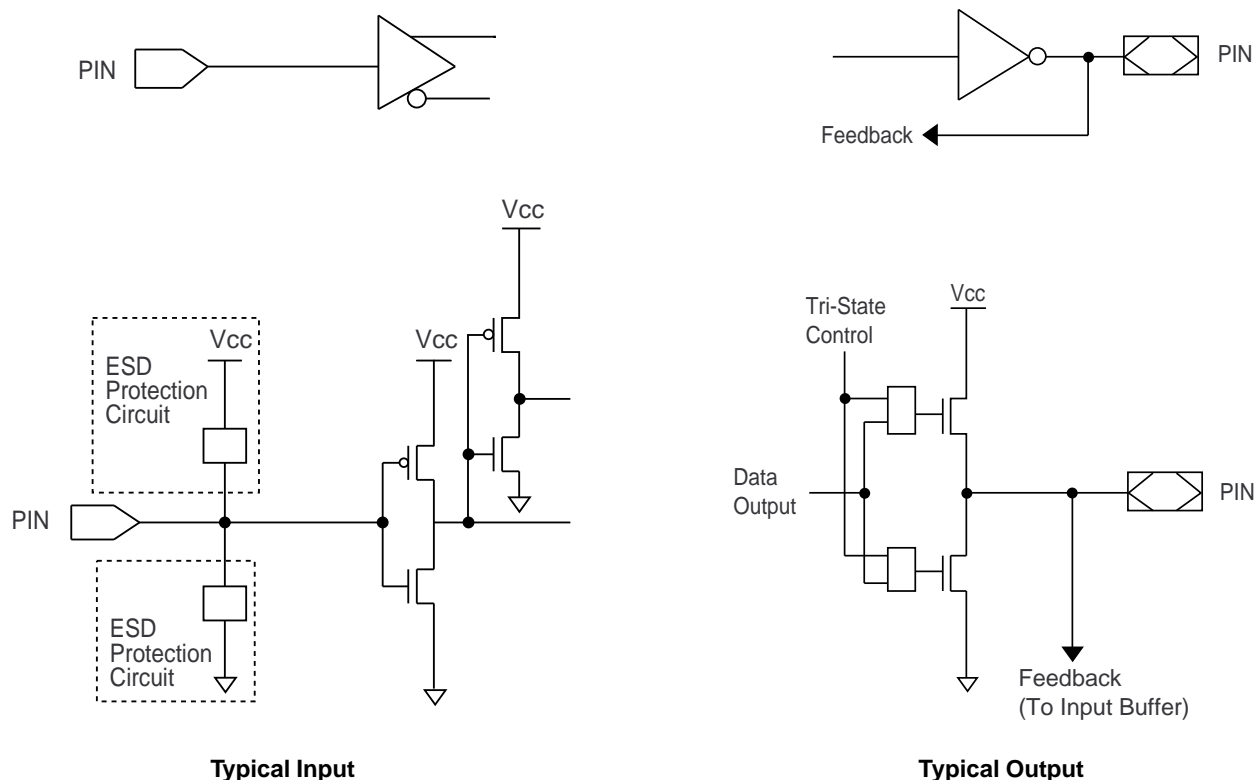 PIN
PIN
Feedback
Vcc
Vcc
Vcc
ESD
Protection
Circuit
PIN
ESD
Protection
Circuit
Typical Input
Tri-State
Control
Vcc
Data
Output
PIN
Feedback
(To Input Buffer)
Typical Output